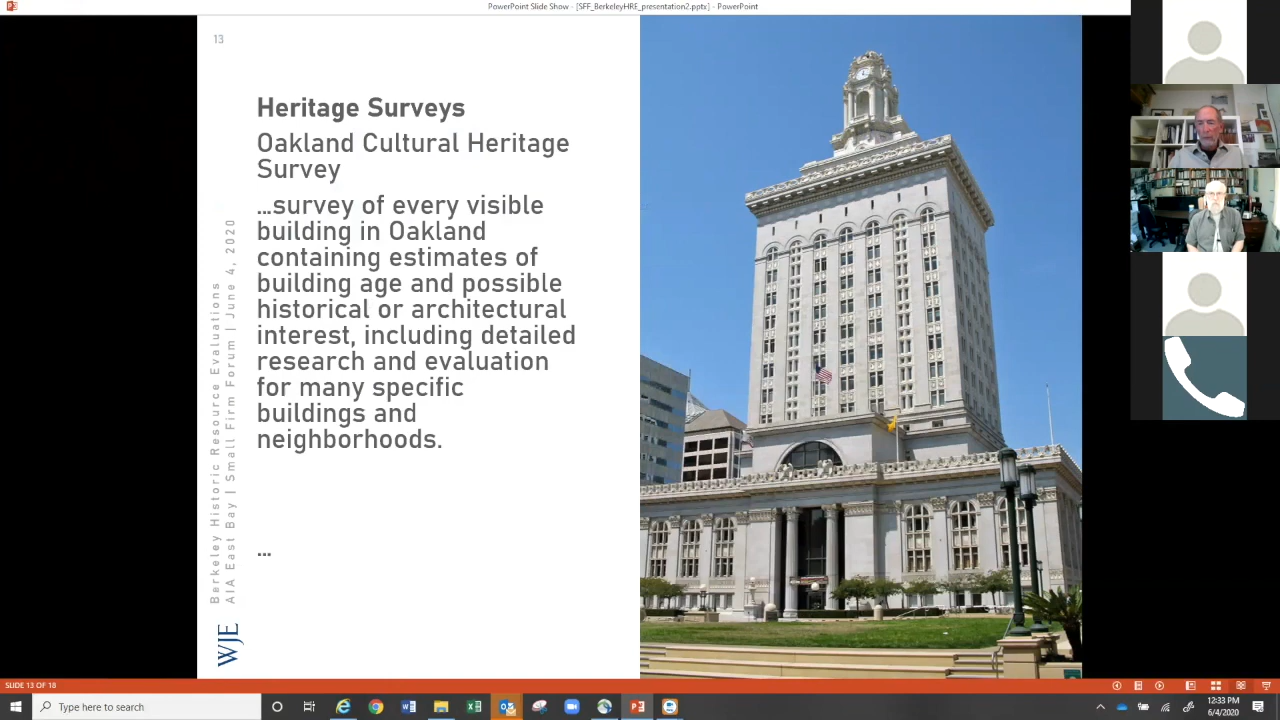 PowerPoint Slide Show - [SFF_BerkeleyHRE_presentation2.pptx] - PowerPoint
13
Heritage Surveys
Oakland Cultural Heritage
Survey
...survey of every visible
building in Oakland
containing estimates of
building age and possible
historical or architectural
interest, including detailed
research and evaluation
for many specific
buildings and
neighborhoods.
...
Berkeley Historic Resource Evaluations
AIA East Bay | Small Firm Forum | June 4, 2020
WJE
SLIDE 13 OF 18
Type here to search
12:33 PM
6/4/2020